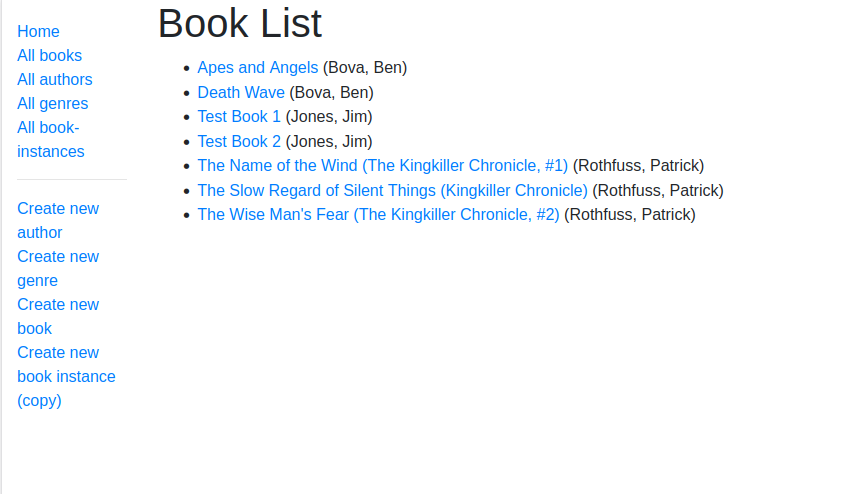 Home
All books
All authors
All genres
All book-
instances
Create new
author
Create new
genre
Create new
book
Create new
book instance
(copy)
Book List
Apes and Angels (Bova, Ben)
Death Wave (Bova, Ben)
Test Book 1 (Jones, Jim)
Test Book 2 (Jones, Jim)
The Name of the Wind (The Kingkiller Chronicle, #1) (Rothfuss, Patrick)
The Slow Regard of Silent Things (Kingkiller Chronicle) (Rothfuss, Patrick)
The Wise Man's Fear (The Kingkiller Chronicle, #2) (Rothfuss, Patrick)